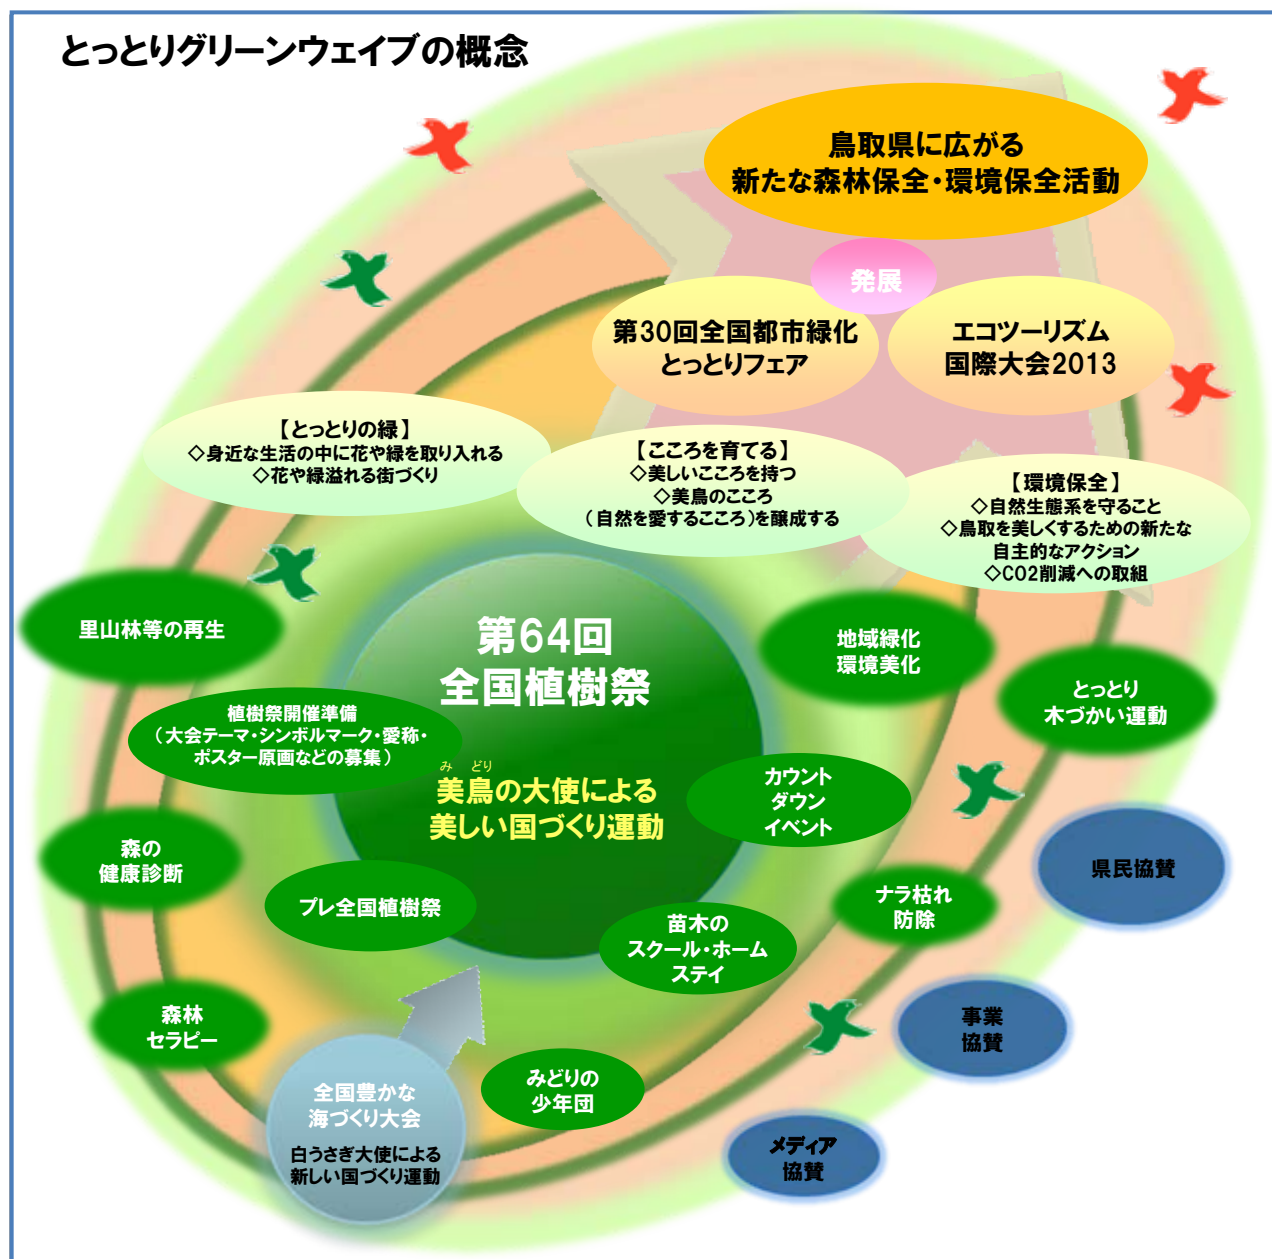 とっとりグリーンウェイブの概念
鳥取県に広がる
新たな森林保全・環境保全活動
発展
第30回全国都市緑化
とっとりフェア
エコツーリズム
国際大会2013
【とっとりの緑】
◇身近な生活の中に花や緑を取り入れる
◇花や緑溢れる街づくり
【こころを育てる】
◇美しいこころを持つ
◇美鳥のこころ
（自然を愛するこころ）を醸成する
【環境保全】
◇自然生態系を守ること
◇鳥取を美しくするための新たな
自主的なアクション
◇CO2削減への取組
里山林等の再生
第64回
全国植樹祭
地域緑化
環境美化
とっとり
木づかい運動
植樹祭開催準備
（大会テーマ・シンボルマーク・愛称・
ポスター原画などの募集）
み どり
美鳥の大使による
美しい国づくり運動
カウント
ダウン
イベント
森の
健康診断
県民協賛
プレ全国植樹祭
ナラ枯れ
防除
苗木の
スクール・ホーム
ステイ
森林
セラピー
事業
協賛
全国豊かな
海づくり大会
白うさぎ大使による
新しい国づくり運動
みどりの
少年団
メディア
協賛